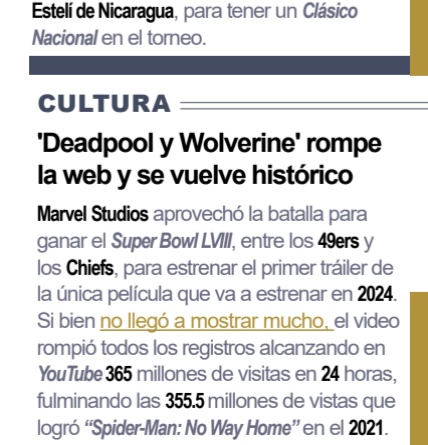 Estelí de Nicaragua, para tener un Clásico
Nacional en el torneo.
CULTURA
'Deadpool y Wolverine' rompe
la web y se vuelve histórico
Marvel Studios aprovechó la batalla para
ganar el Super Bowl LVIII, entre los 49ers y
los Chiefs, para estrenar el primer tráiler de
la única película que va a estrenar en 2024.
Si bien no llegó a mostrar mucho, el video
rompió todos los registros alcanzando en
YouTube 365 millones de visitas en 24 horas,
fulminando las 355.5 millones de vistas que
logró “Spider-Man: No Way Home” en el 2021.